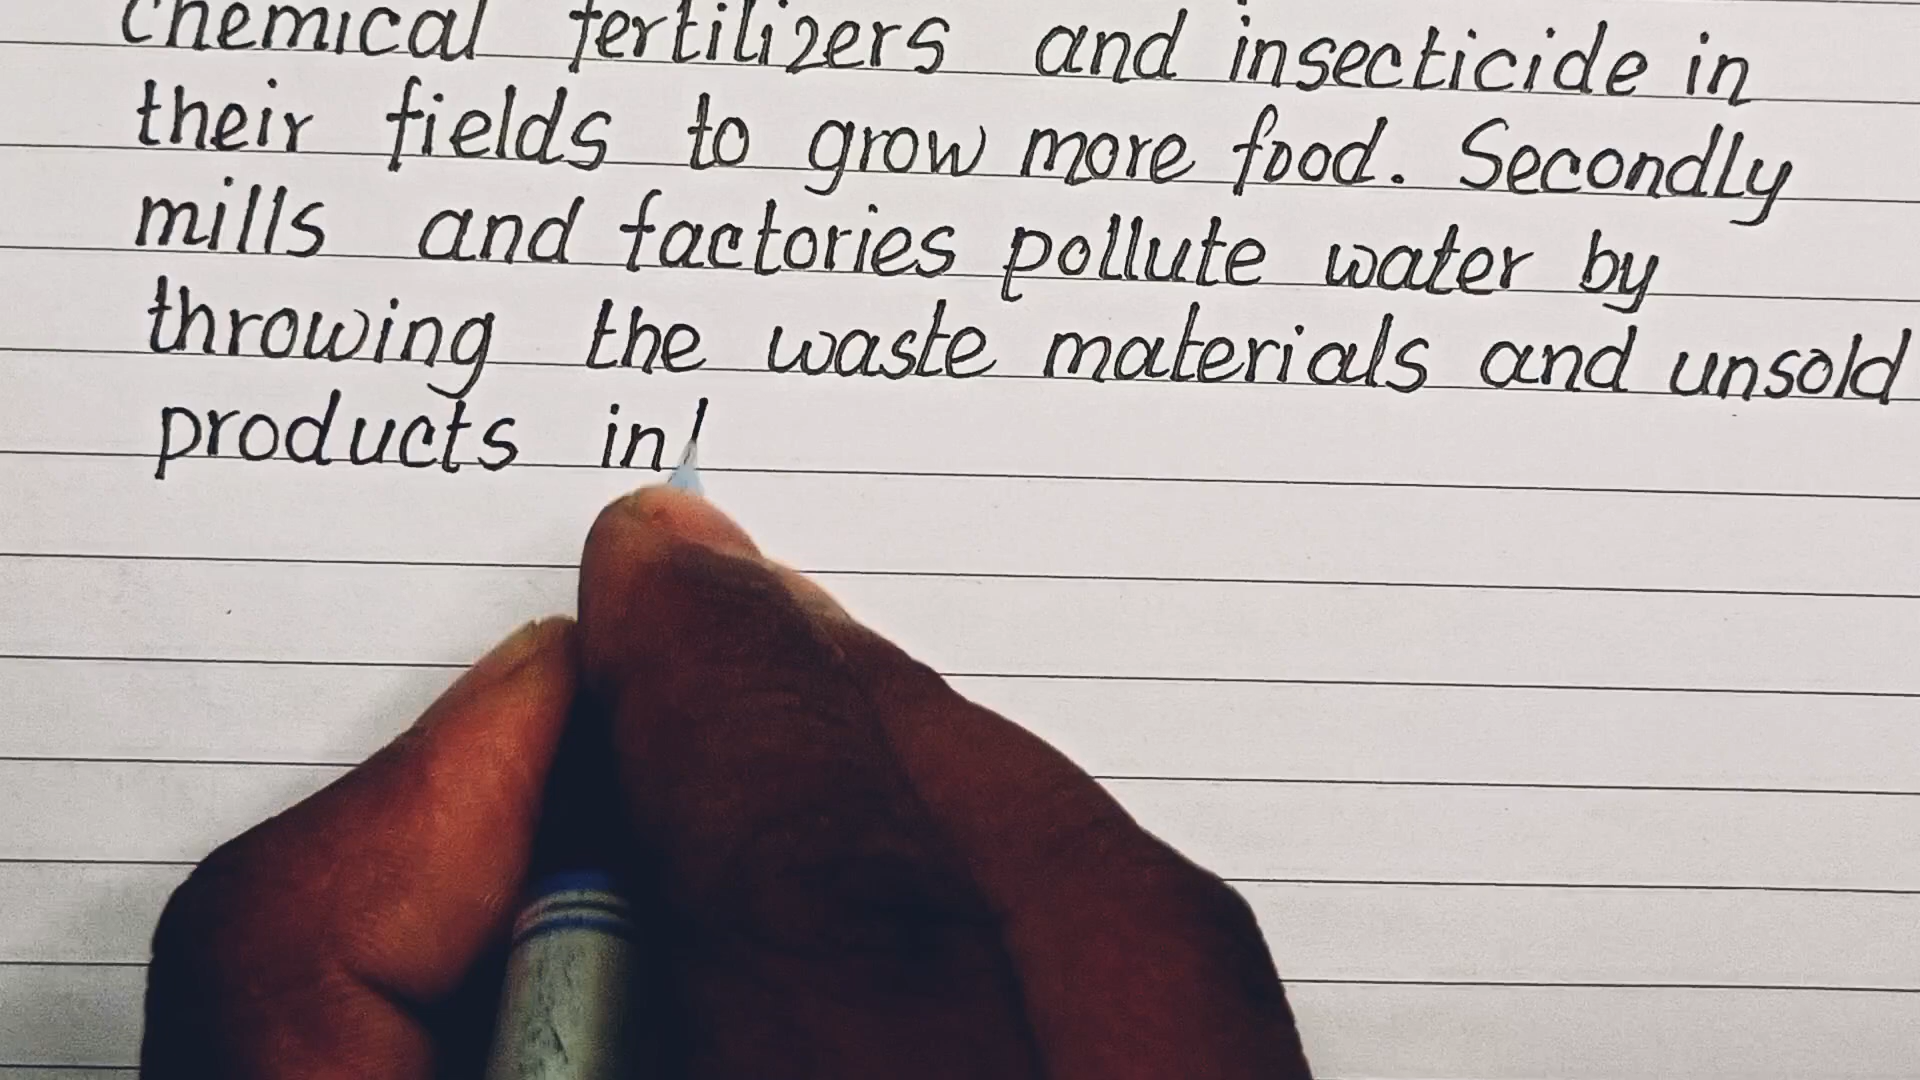 chemical fertilizers and insecticide in
their fields to grow more food. Secondly
mills and factories pollute water by
throwing the waste materials and unsold
products in